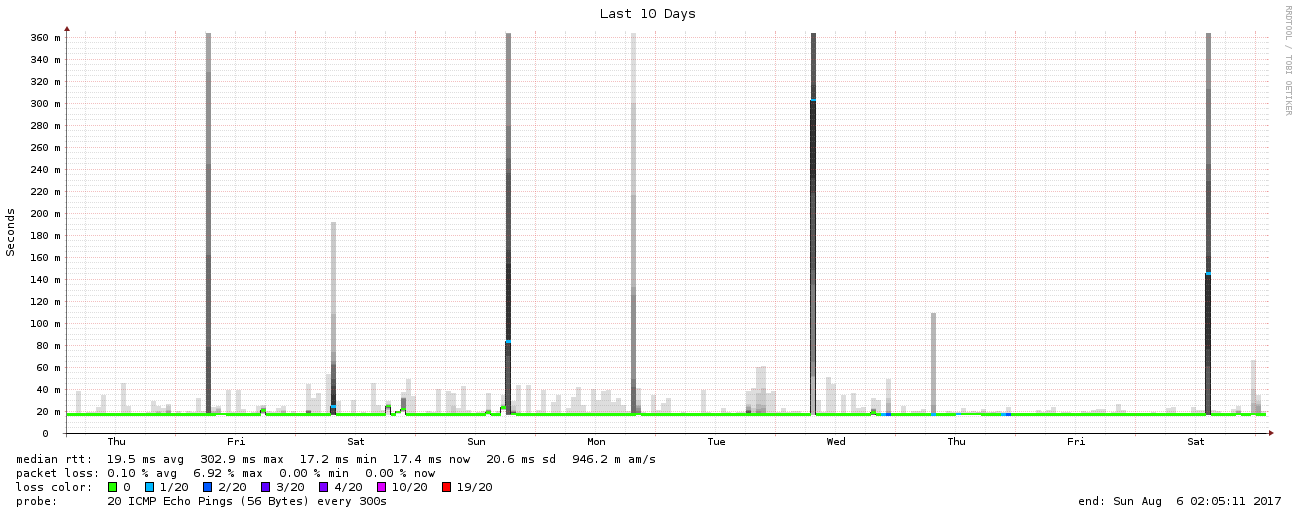 Last 10 Days
RRDTOOL / TOBI OETIKER
Seconds
360 m
340 m
320 m
300 m
280 m
260 m
240 m
220 m
200 m
180 m
160 m
140 m
120 m
100 m
80 m
60 m
40 m
20 m
0
Thu Fri Sat Sun Mon Tue Wed Thu Fri Sat
median rtt: 19.5 ms avg 302.9 ms max 17.2 ms min 17.4 ms now 20.6 ms sd 946.2 m am/s
packet loss: 0.10 % avg 6.92 % max 0.00 % min 0.00 % now
loss color: 0 1/20 2/20 3/20 4/20 10/20 19/20
probe: 20 ICMP Echo Pings (56 Bytes) every 300s end: Sun Aug 6 02:05:11 2017